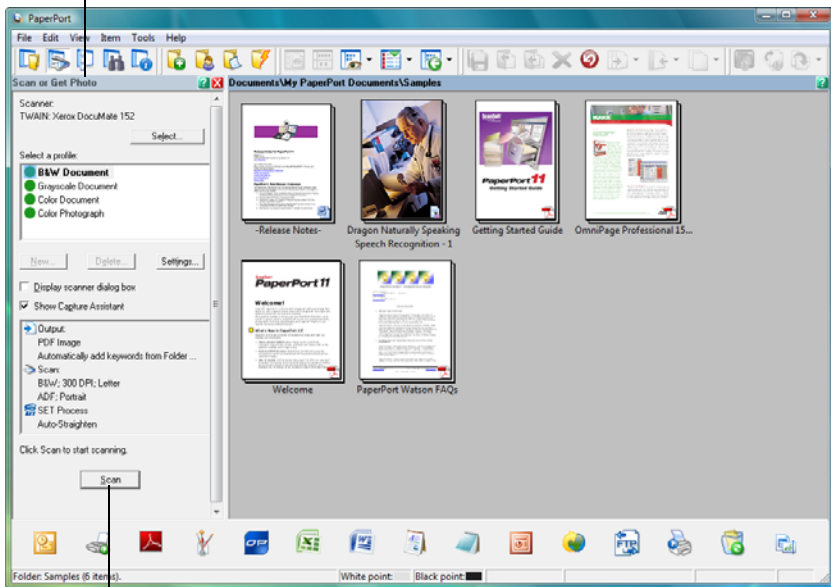 PaperPort
File Edit View Item Tools Help
Scan or Get Photo
Documents\My PaperPort Documents\Samples
Scanner:
TWAIN: Xerox DocuMate 152
Select...
Select a profile:
B&W Document
Grayscale Document
Color Document
Color Photograph
New... Delete... Settings...
Display scanner dialog box
Show Capture Assistant
Output:
PDF Image
Automatically add keywords from Folder ...
Scan:
B&W; 300 DPI; Letter
ADF; Portrait
SET Process
Auto-Straighten
Click Scan to start scanning.
Scan
-Release Notes-
Dragon Naturally Speaking
Speech Recognition - 1
PaperPort 11
Getting Started Guide
Getting Started Guide
OmniPage Professional 15...
PaperPort 11
Welcome!
Welcome
PaperPort Watson FAQs
OP
FTP
Folder: Samples (6 items).
White point:
Black point: